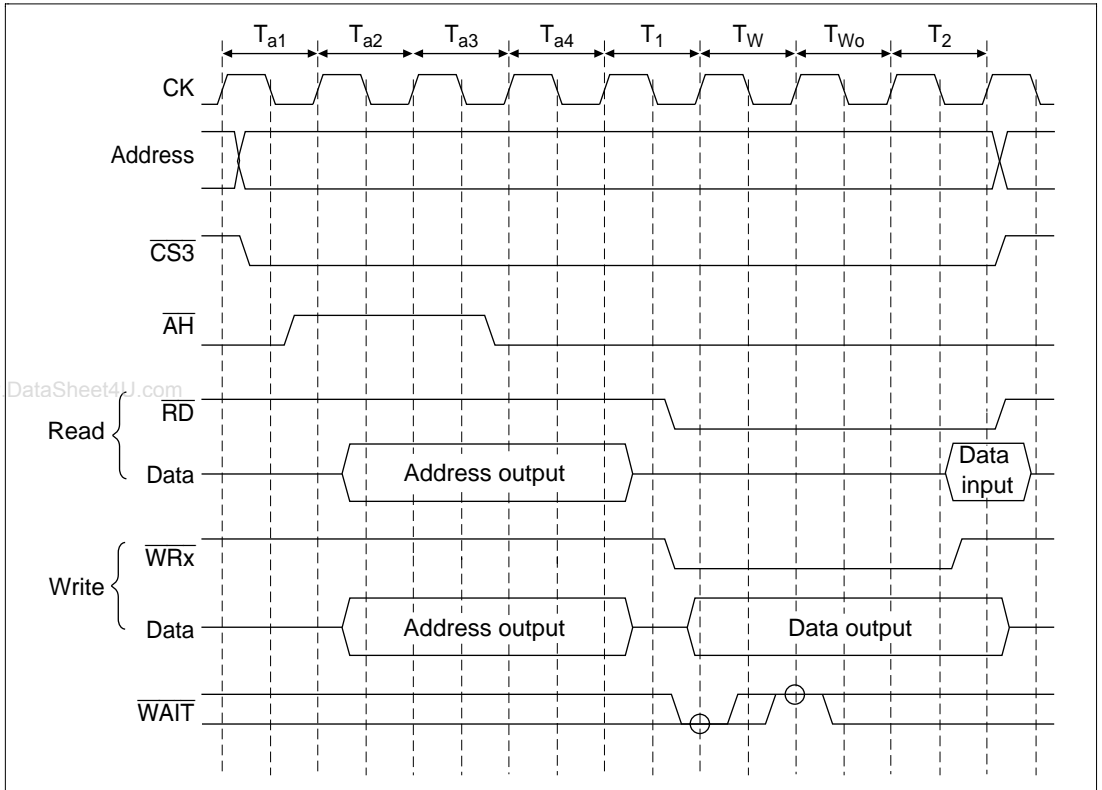 Ta1 Ta2 Ta3 Ta4 T1 TW TWo T2
CK
Address
CS3
AH
DataSheet4U.com
Read
RD
Data
Address output
Data
input
Write
WRx
Data
Address output
Data output
WAIT